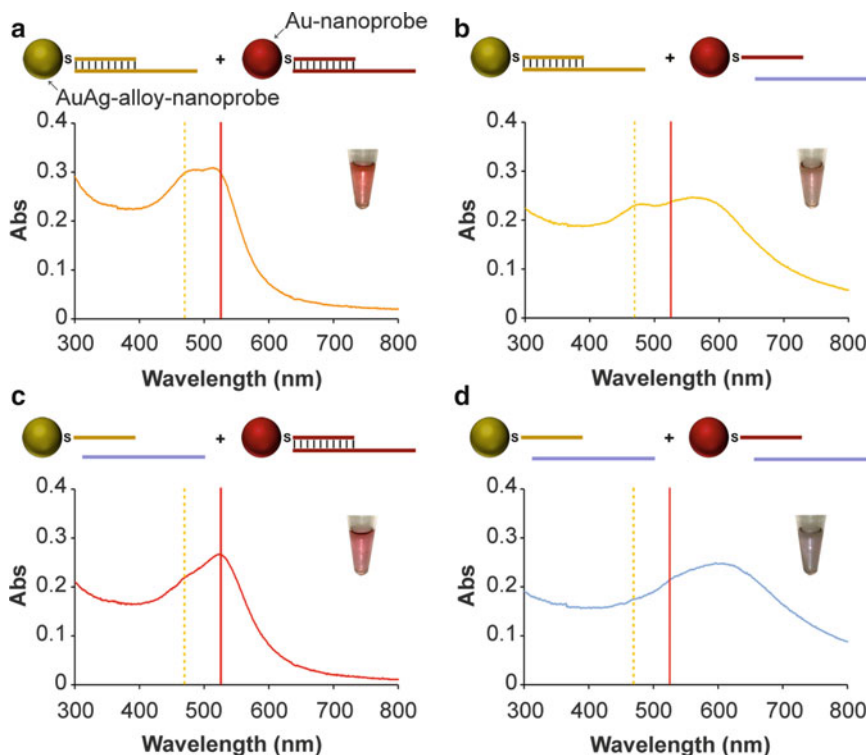 a
Au-nanoprobe
S
+
S
AuAg-alloy-nanoprobe
0.4
0.3
0.2
0.1
0
Abs
300 400 500 600 700 800
Wavelength (nm)
b
S
+
S
0.4
0.3
0.2
0.1
0
Abs
300 400 500 600 700 800
Wavelength (nm)
c
S
+
S
0.4
0.3
0.2
0.1
0
Abs
300 400 500 600 700 800
Wavelength (nm)
d
S
+
S
0.4
0.3
0.2
0.1
0
Abs
300 400 500 600 700 800
Wavelength (nm)